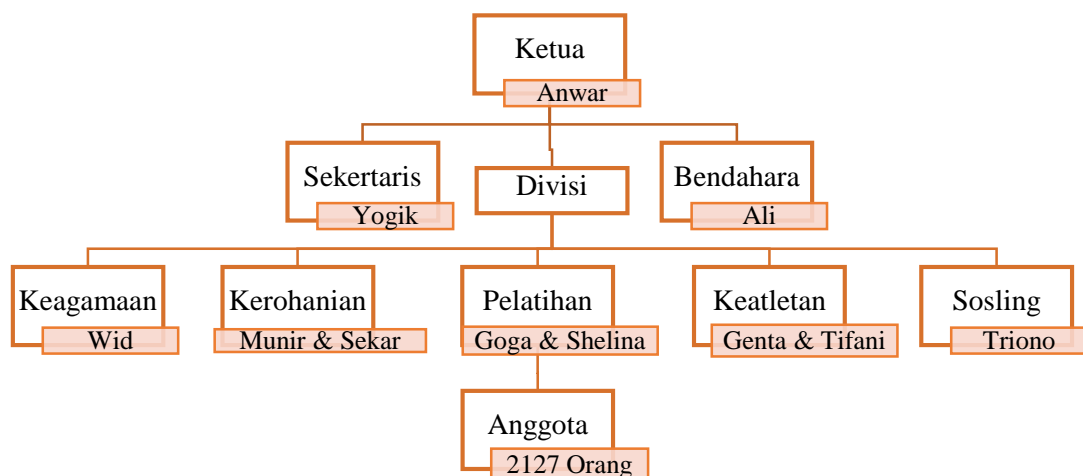 Ketua
Anwar
Sekertaris
Yogik
Divisi
Bendahara
Ali
Keagamaan
Wid
Kerohanian
Munir & Sekar
Pelatihan
Goga & Shelina
Keatletan
Genta & Tifani
Sosling
Triono
Anggota
2127 Orang